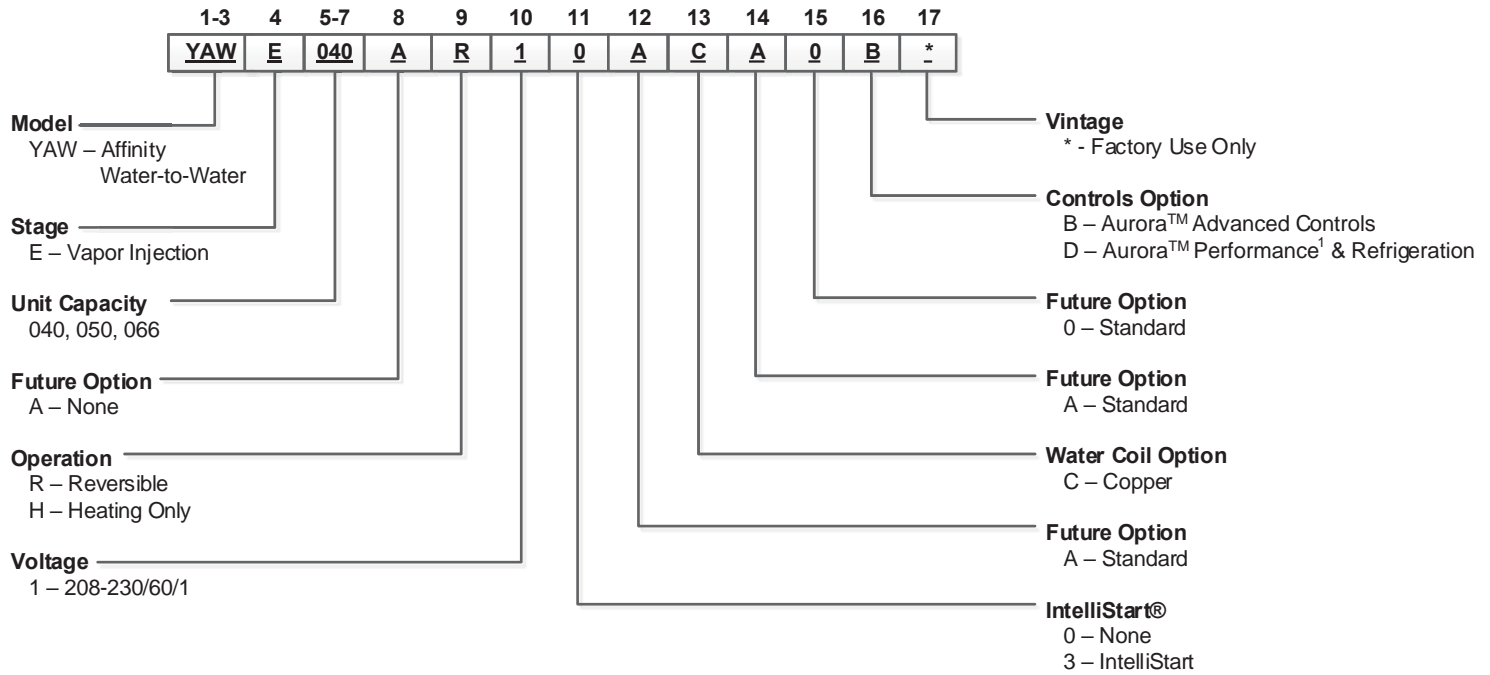 1-3 4 5-7 8 9 10 11 12 13 14 15 16 17
YAW E 040 A R 1 0 A C A 0 B *
Model
YAW – Affinity
Water-to-Water
Stage
E – Vapor Injection
Unit Capacity
040, 050, 066
Future Option
A – None
Operation
R – Reversible
H – Heating Only
Voltage
1 – 208-230/60/1
Vintage
* - Factory Use Only
Controls Option
B – Aurora™ Advanced Controls
D – Aurora™ Performance¹ & Refrigeration
Future Option
0 – Standard
Future Option
A – Standard
Water Coil Option
C – Copper
Future Option
A – Standard
IntelliStart®
0 – None
3 – IntelliStart